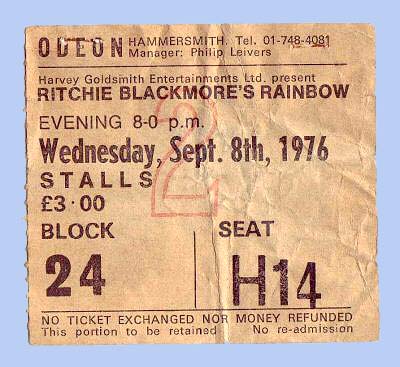 ODEON HAMMERSMITH. Tel. 01-748-4081
Manager: Philip Leivers
Harvey Goldsmith Entertainments Ltd. present
RITCHIE BLACKMORE'S RAINBOW
EVENING 8-0 p.m.
Wednesday, Sept. 8th, 1976
STALLS
£3·00
2
BLOCK SEAT
24 H14
NO TICKET EXCHANGED NOR MONEY REFUNDED
This portion to be retained No re-admission